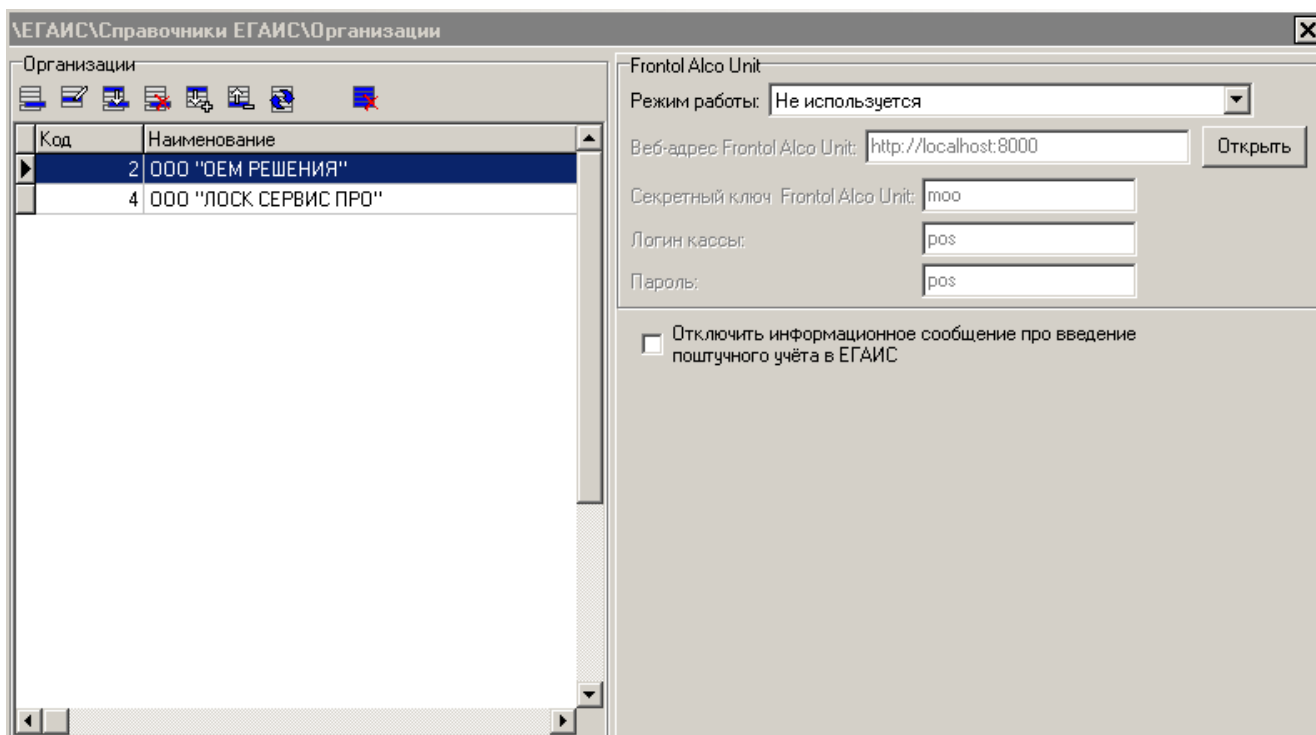 \ЕГАИС\Справочники ЕГАИС\Организации
Организации
Код Наименование
2 ООО "ОЕМ РЕШЕНИЯ"
4 ООО "ЛОСК СЕРВИС ПРО"
Frontol Alco Unit
Режим работы: Не используется
Веб-адрес Frontol Alco Unit: http://localhost:8000 Открыть
Секретный ключ Frontol Alco Unit: moo
Логин кассы: pos
Пароль: pos
Отключить информационное сообщение про введение
поштучного учёта в ЕГАИС